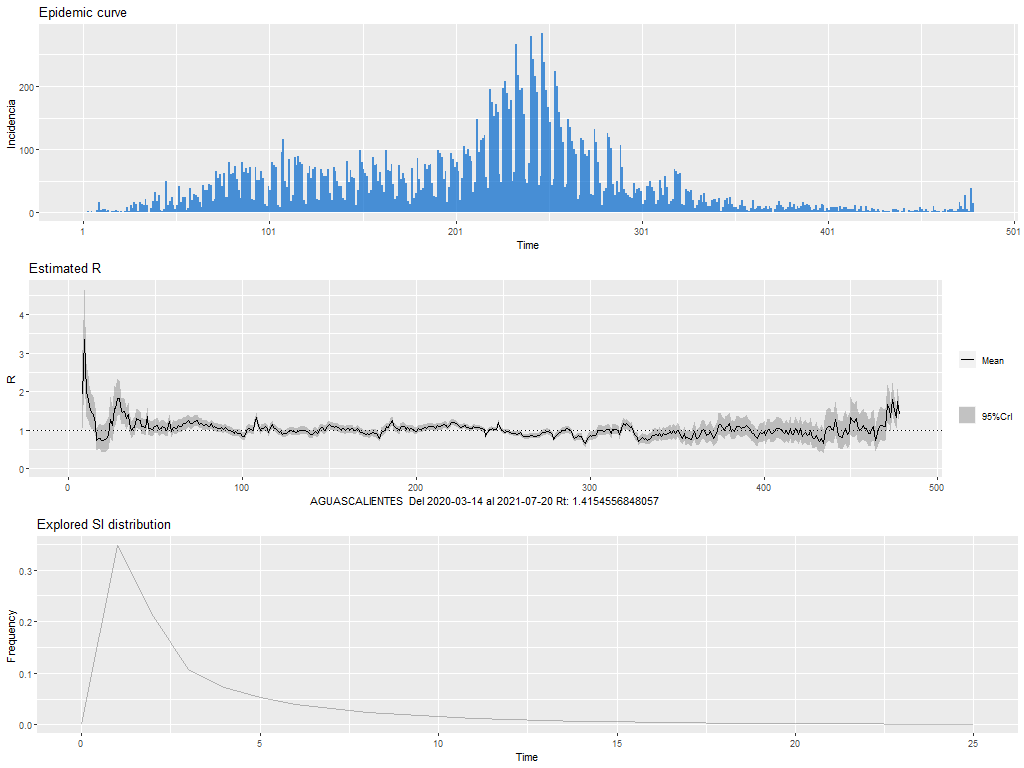 Epidemic curve
Incidencia
200
100
0
1
101
201
301
401
501
Time
Estimated R
R
4
3
2
1
0
0
100
200
300
400
500
AGUASCALIENTES Del 2020-03-14 al 2021-07-20 Rt: 1.4154556848057
Mean
95%CrI
Explored SI distribution
Frequency
0.3
0.2
0.1
0.0
0
5
10
15
20
25
Time